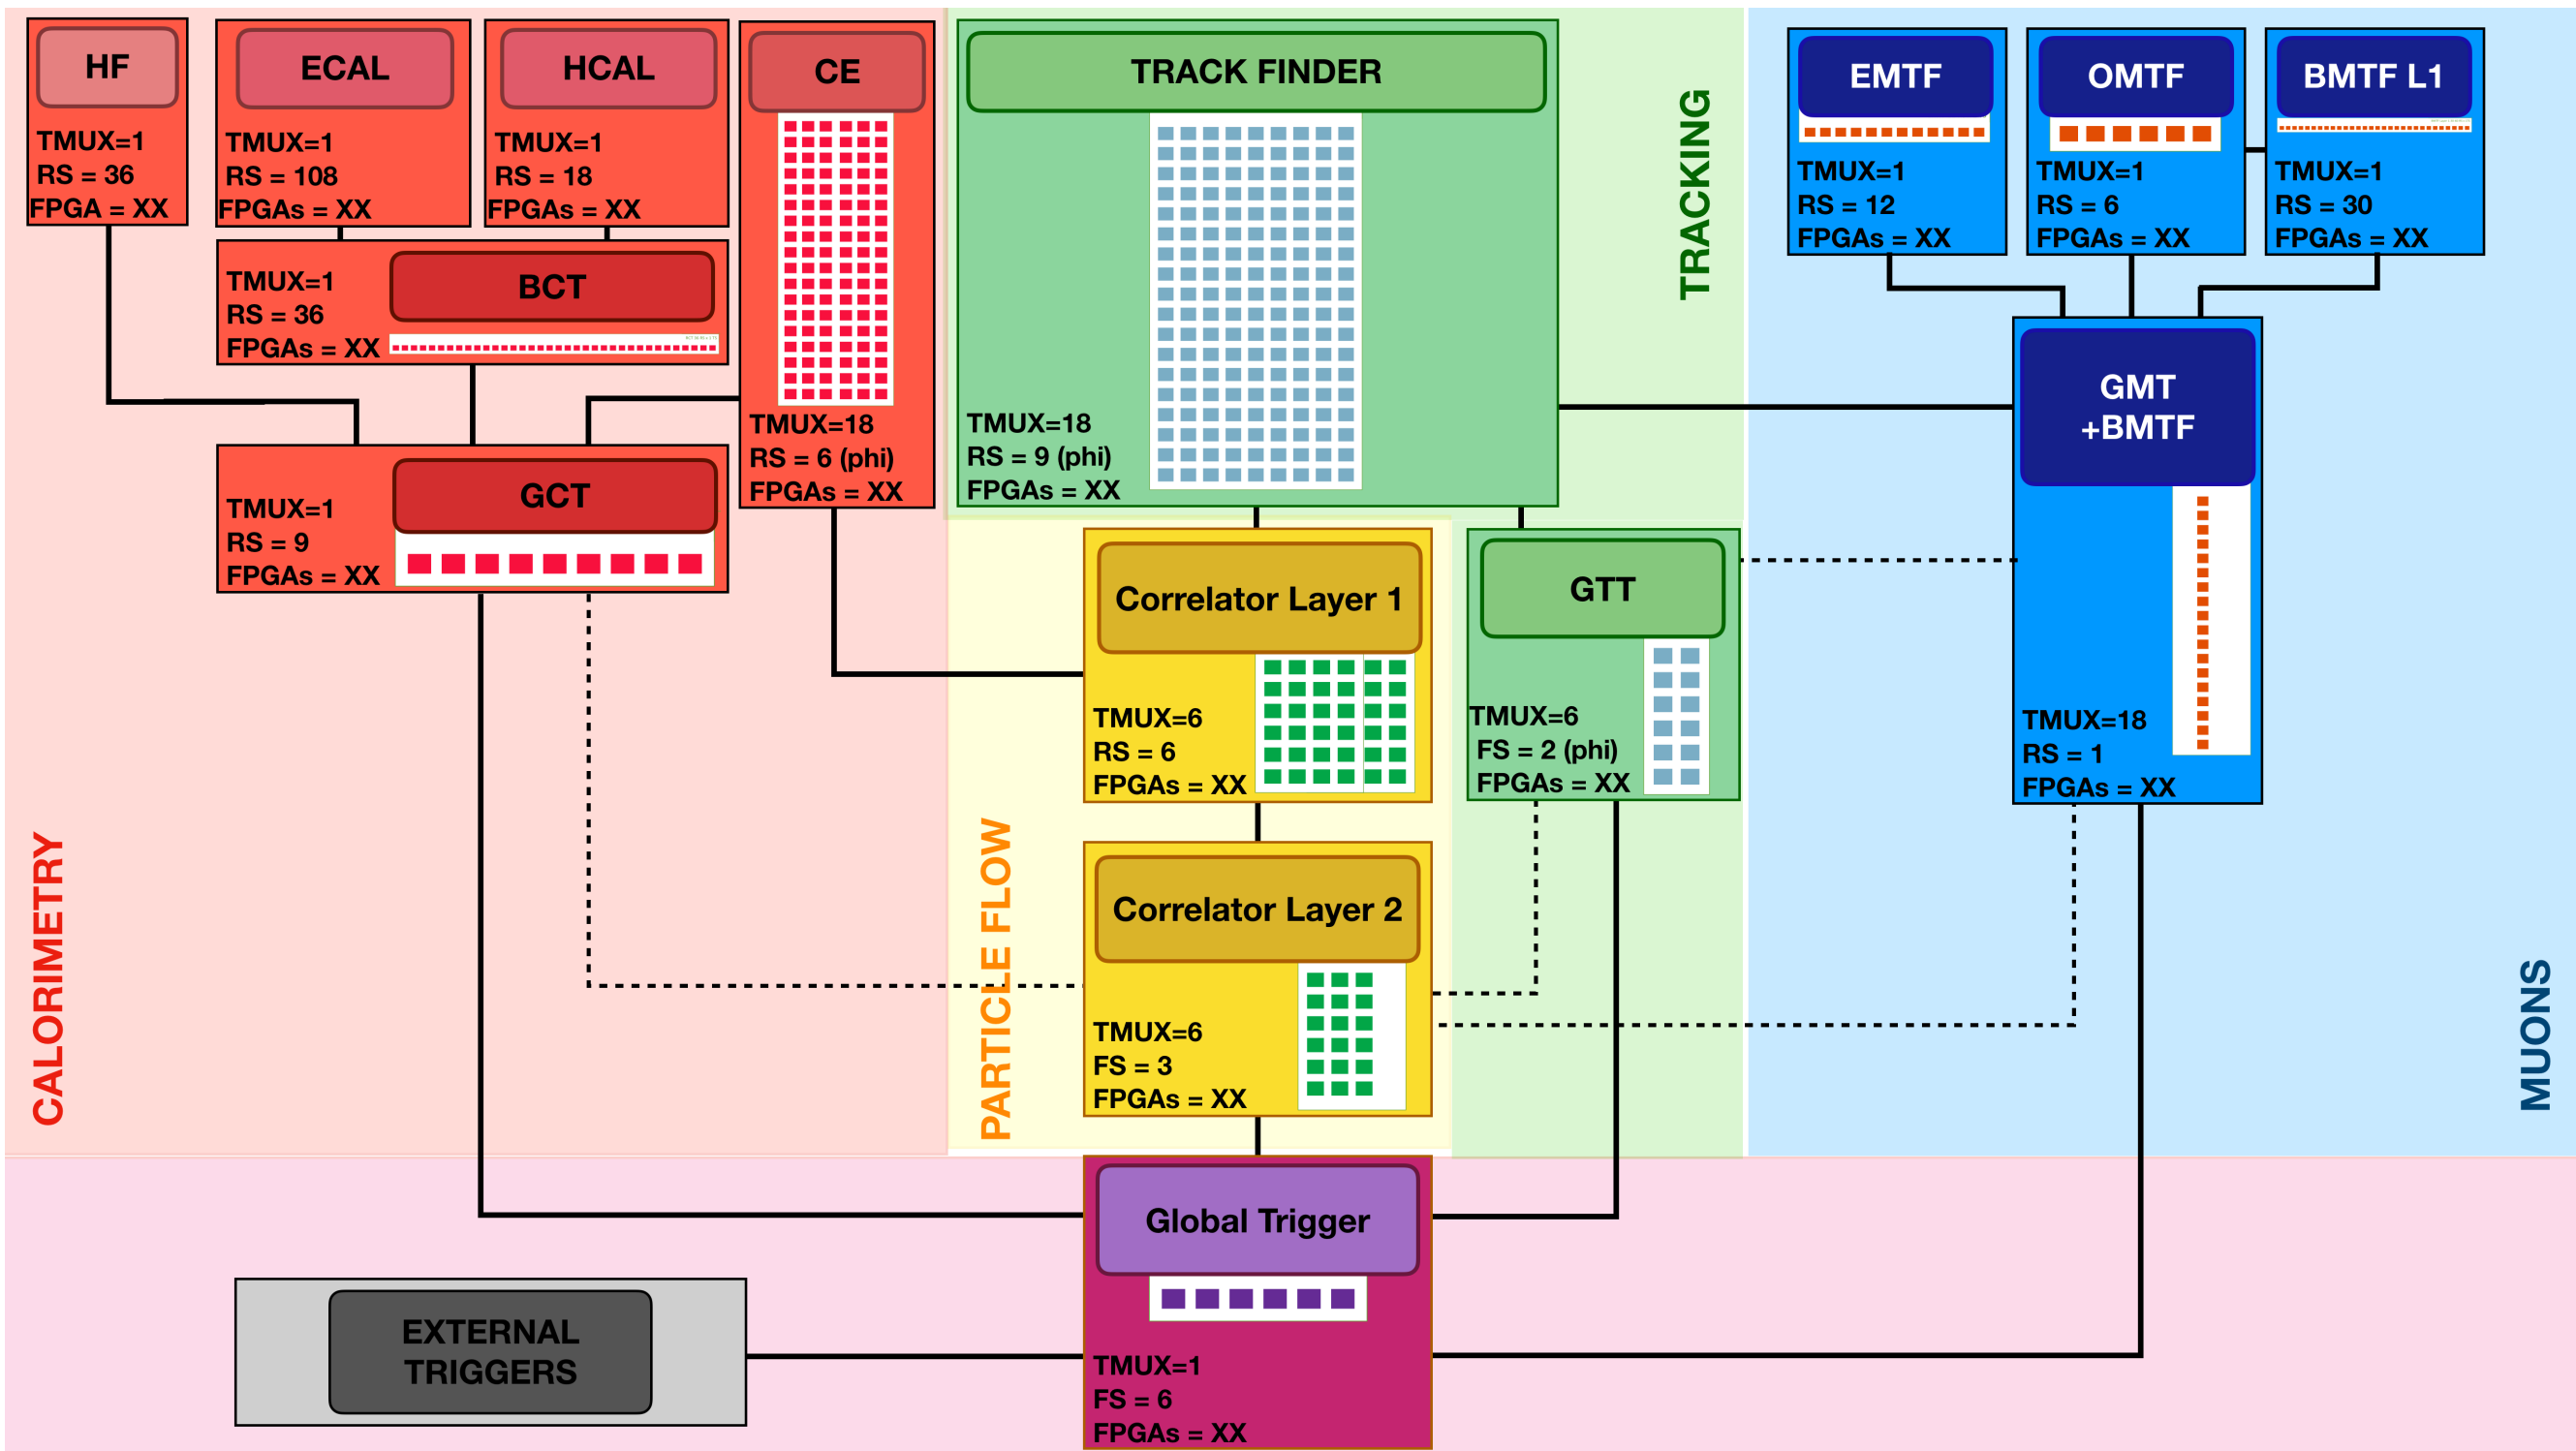 HF
TMUX=1
RS = 36
FPGA = XX
ECAL
TMUX=1
RS = 108
FPGAs = XX
HCAL
TMUX=1
RS = 18
FPGAs = XX
CE
TMUX=18
RS = 6 (phi)
FPGAs = XX
BCT
TMUX=1
RS = 36
FPGAs = XX
GCT
TMUX=1
RS = 9
FPGAs = XX
CALORIMETRY
TRACK FINDER
TMUX=18
RS = 9 (phi)
FPGAs = XX
TRACKING
GTT
TMUX=6
FS = 2 (phi)
FPGAs = XX
Correlator Layer 1
TMUX=6
RS = 6
FPGAs = XX
Correlator Layer 2
TMUX=6
FS = 3
FPGAs = XX
PARTICLE FLOW
EMTF
TMUX=1
RS = 12
FPGAs = XX
OMTF
TMUX=1
RS = 6
FPGAs = XX
BMTF L1
TMUX=1
RS = 30
FPGAs = XX
GMT
+BMTF
TMUX=18
RS = 1
FPGAs = XX
MUONS
Global Trigger
TMUX=1
FS = 6
FPGAs = XX
EXTERNAL
TRIGGERS